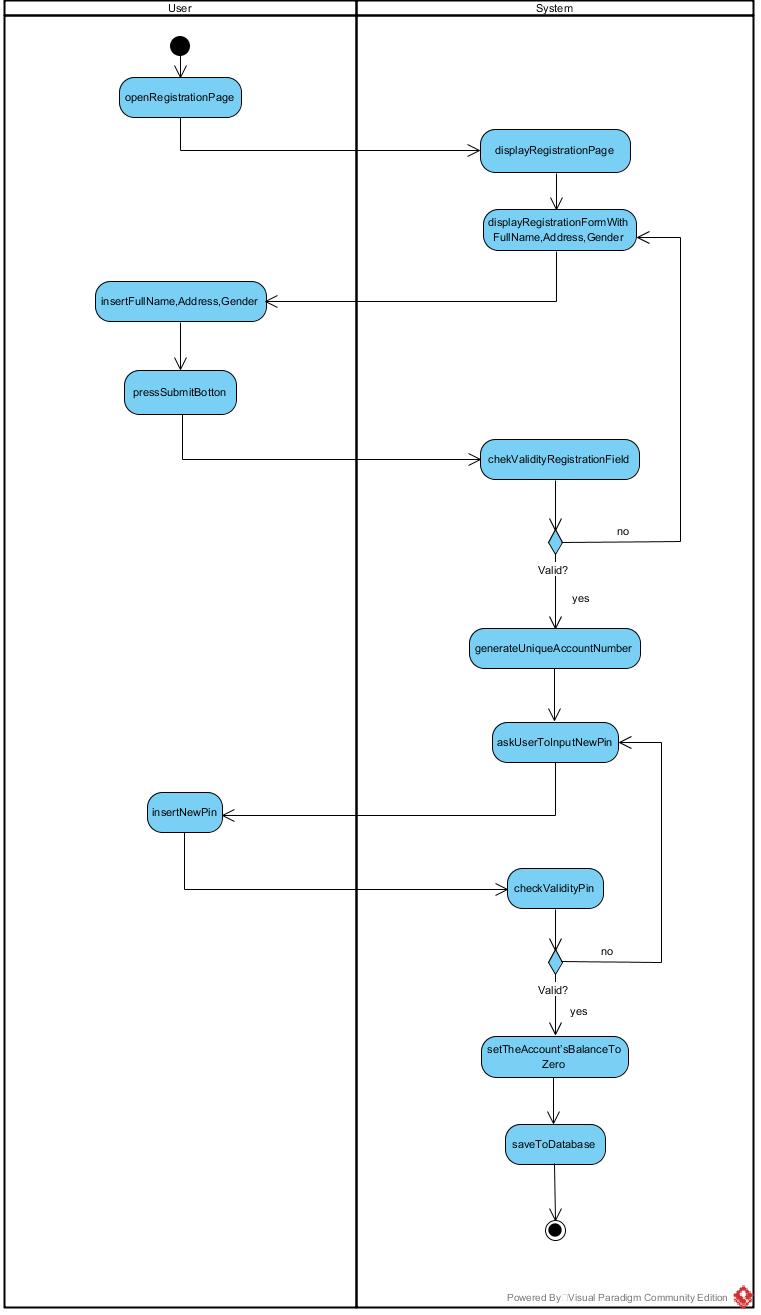 User
System
openRegistrationPage
displayRegistrationPage
displayRegistrationFormWith
FullName,Address,Gender
insertFullName,Address,Gender
pressSubmitBotton
chekValidityRegistrationField
no
Valid?
yes
generateUniqueAccountNumber
askUserToInputNewPin
insertNewPin
checkValidityPin
no
Valid?
yes
setTheAccount'sBalanceTo
Zero
saveToDatabase
Powered By Visual Paradigm Community Edition